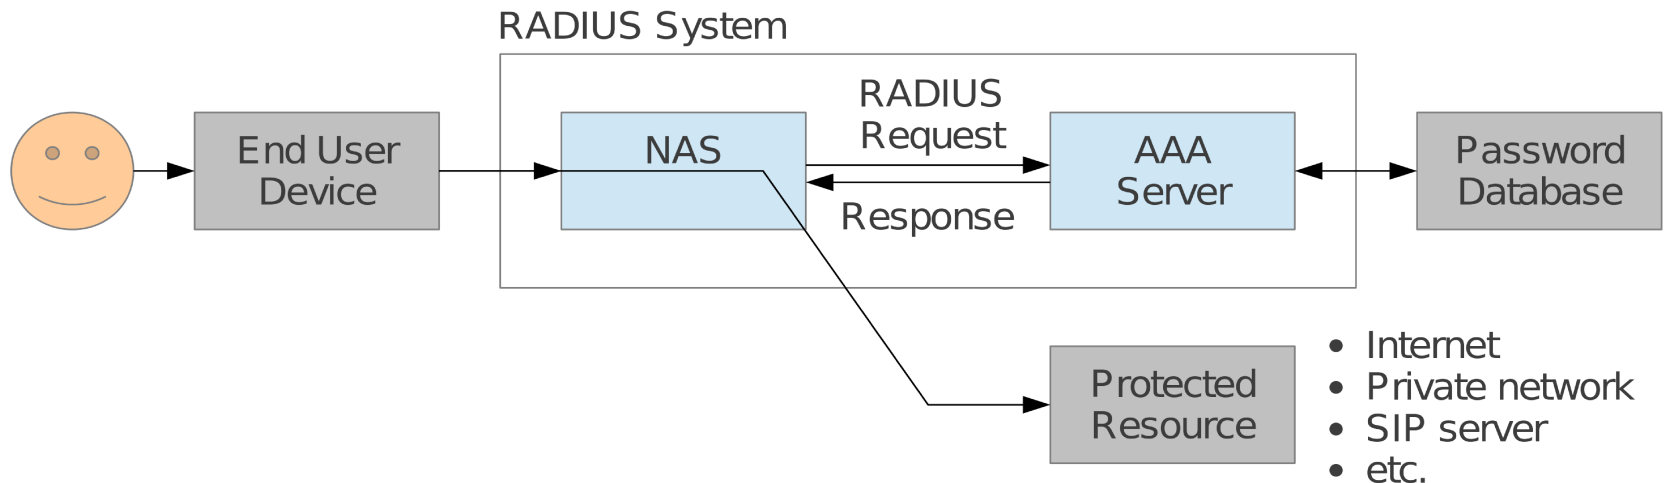 RADIUS System
End User
Device
NAS
RADIUS
Request
Response
AAA
Server
Password
Database
Protected
Resource
• Internet
• Private network
• SIP server
• etc.